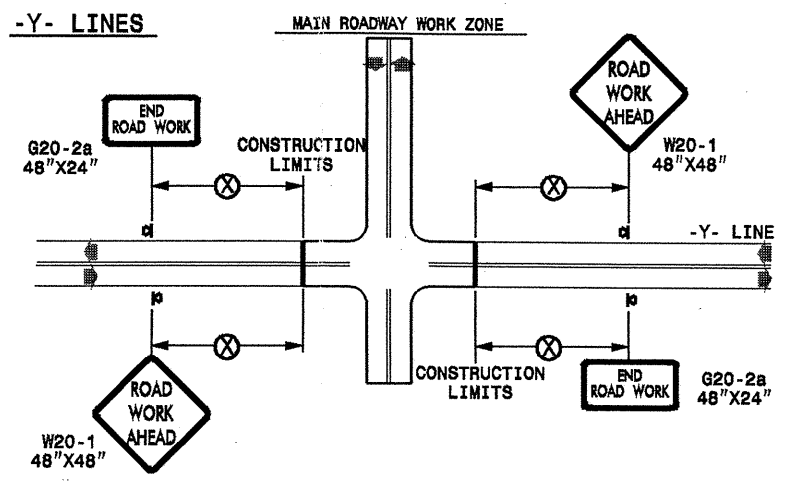 -Y- LINES
MAIN ROADWAY WORK ZONE
END
ROAD WORK
G20-2a
48"X24"
CONSTRUCTION
LIMITS
X
ROAD
WORK
AHEAD
W20-1
48"X48"
X
-Y- LINE
X
ROAD
WORK
AHEAD
W20-1
48"X48"
X
CONSTRUCTION
LIMITS
END
ROAD WORK
G20-2a
48"X24"